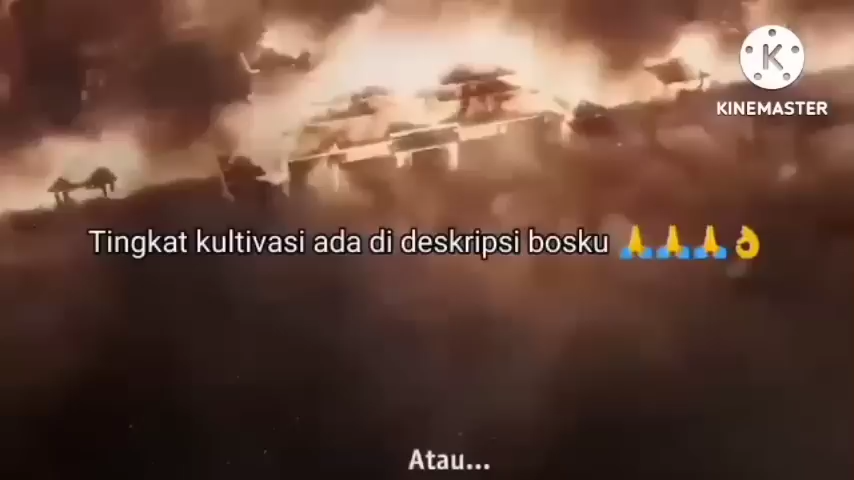 KINEMASTER
Tingkat kultivasi ada di deskripsi bosku 🙏🙏🙏👌
Atau...